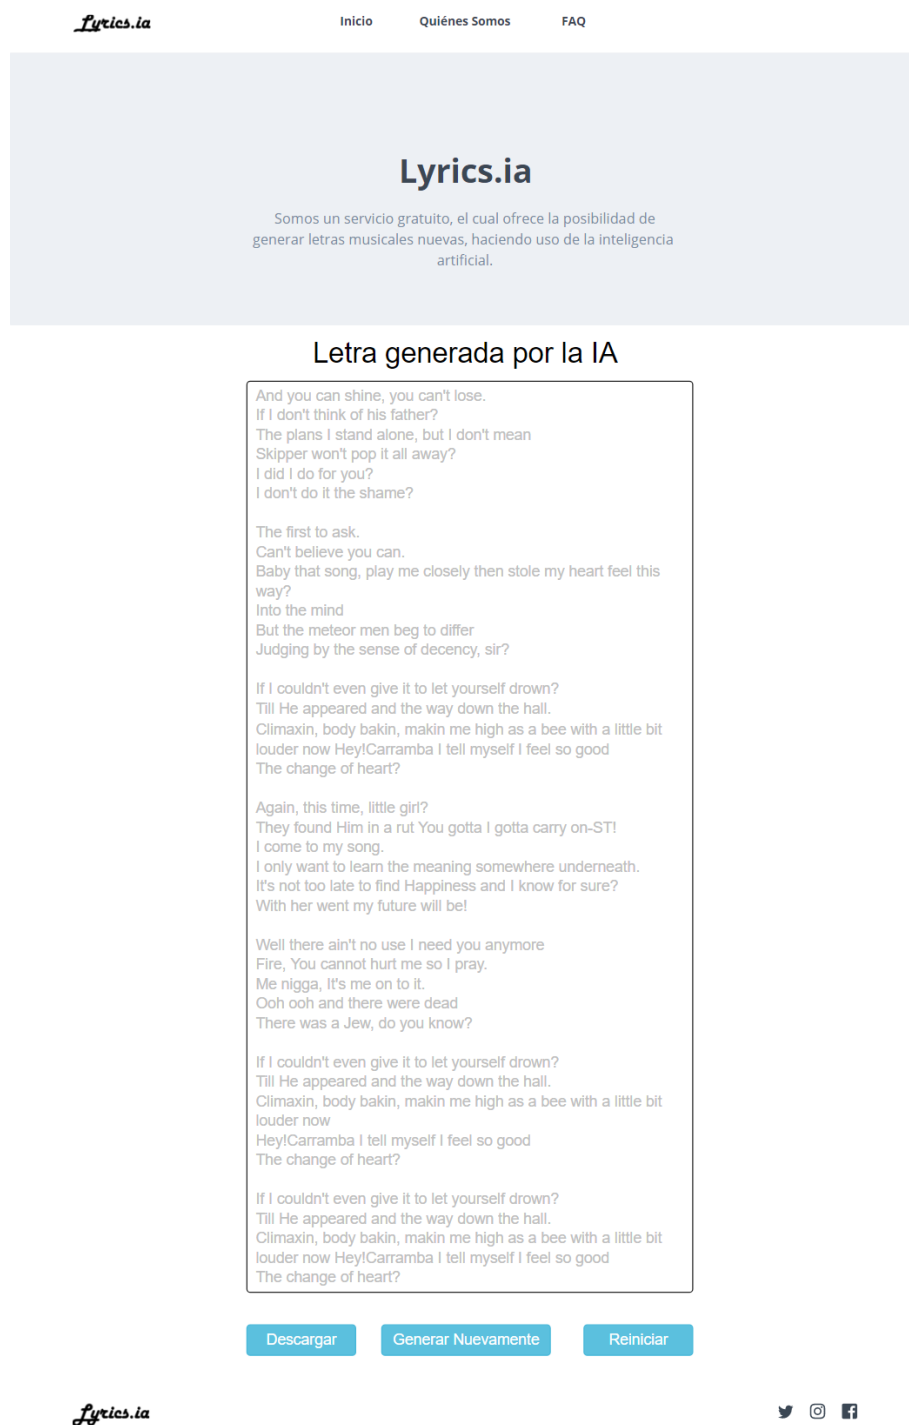 Lyrics.ia
Inicio
Quiénes Somos
FAQ
Lyrics.ia
Somos un servicio gratuito, el cual ofrece la posibilidad de
generar letras musicales nuevas, haciendo uso de la inteligencia
artificial.
Letra generada por la IA
And you can shine, you can't lose.
If I don't think of his father?
The plans I stand alone, but I don't mean
Skipper won't pop it all away?
I did I do for you?
I don't do it the shame?
The first to ask.
Can't believe you can.
Baby that song, play me closely then stole my heart feel this
way?
Into the mind
But the meteor men beg to differ
Judging by the sense of decency, sir?
If I couldn't even give it to let yourself drown?
Till He appeared and the way down the hall.
Climaxin, body bakin, makin me high as a bee with a little bit
louder now Hey!Carramba I tell myself I feel so good
The change of heart?
Again, this time, little girl?
They found Him in a rut You gotta I gotta carry on-ST!
I come to my song.
I only want to learn the meaning somewhere underneath.
It's not too late to find Happiness and I know for sure?
With her went my future will be!
Well there ain't no use I need you anymore
Fire, You cannot hurt me so I pray.
Me nigga, It's me on to it.
Ooh ooh and there were dead
There was a Jew, do you know?
If I couldn't even give it to let yourself drown?
Till He appeared and the way down the hall.
Climaxin, body bakin, makin me high as a bee with a little bit
louder now
Hey!Carramba I tell myself I feel so good
The change of heart?
If I couldn't even give it to let yourself drown?
Till He appeared and the way down the hall.
Climaxin, body bakin, makin me high as a bee with a little bit
louder now Hey!Carramba I tell myself I feel so good
The change of heart?
Descargar
Generar Nuevamente
Reiniciar
Lyrics.ia